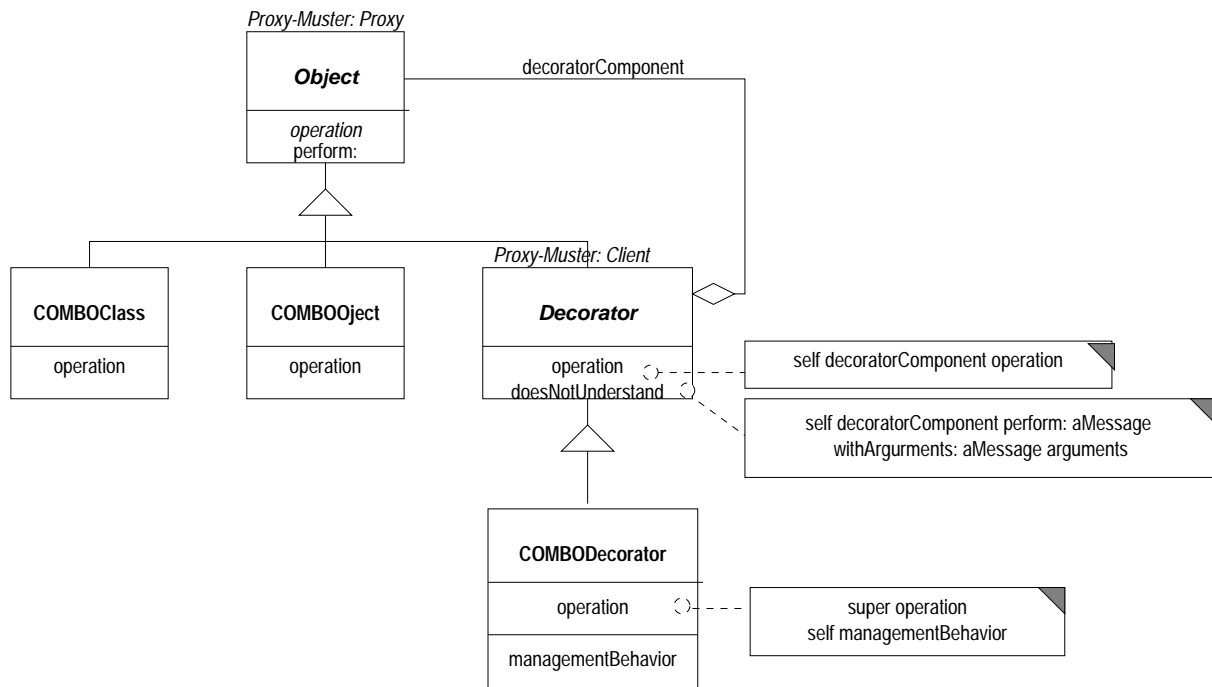 Proxy-Muster: Proxy
Object
decoratorComponent
operation
perform:
Proxy-Muster: Client
COMBOClass
COMBOOject
Decorator
operation
operation
operation
doesNotUnderstand
self decoratorComponent operation
self decoratorComponent perform: aMessage
withArgurments: aMessage arguments
COMBODecorator
operation
super operation
self managementBehavior
managementBehavior